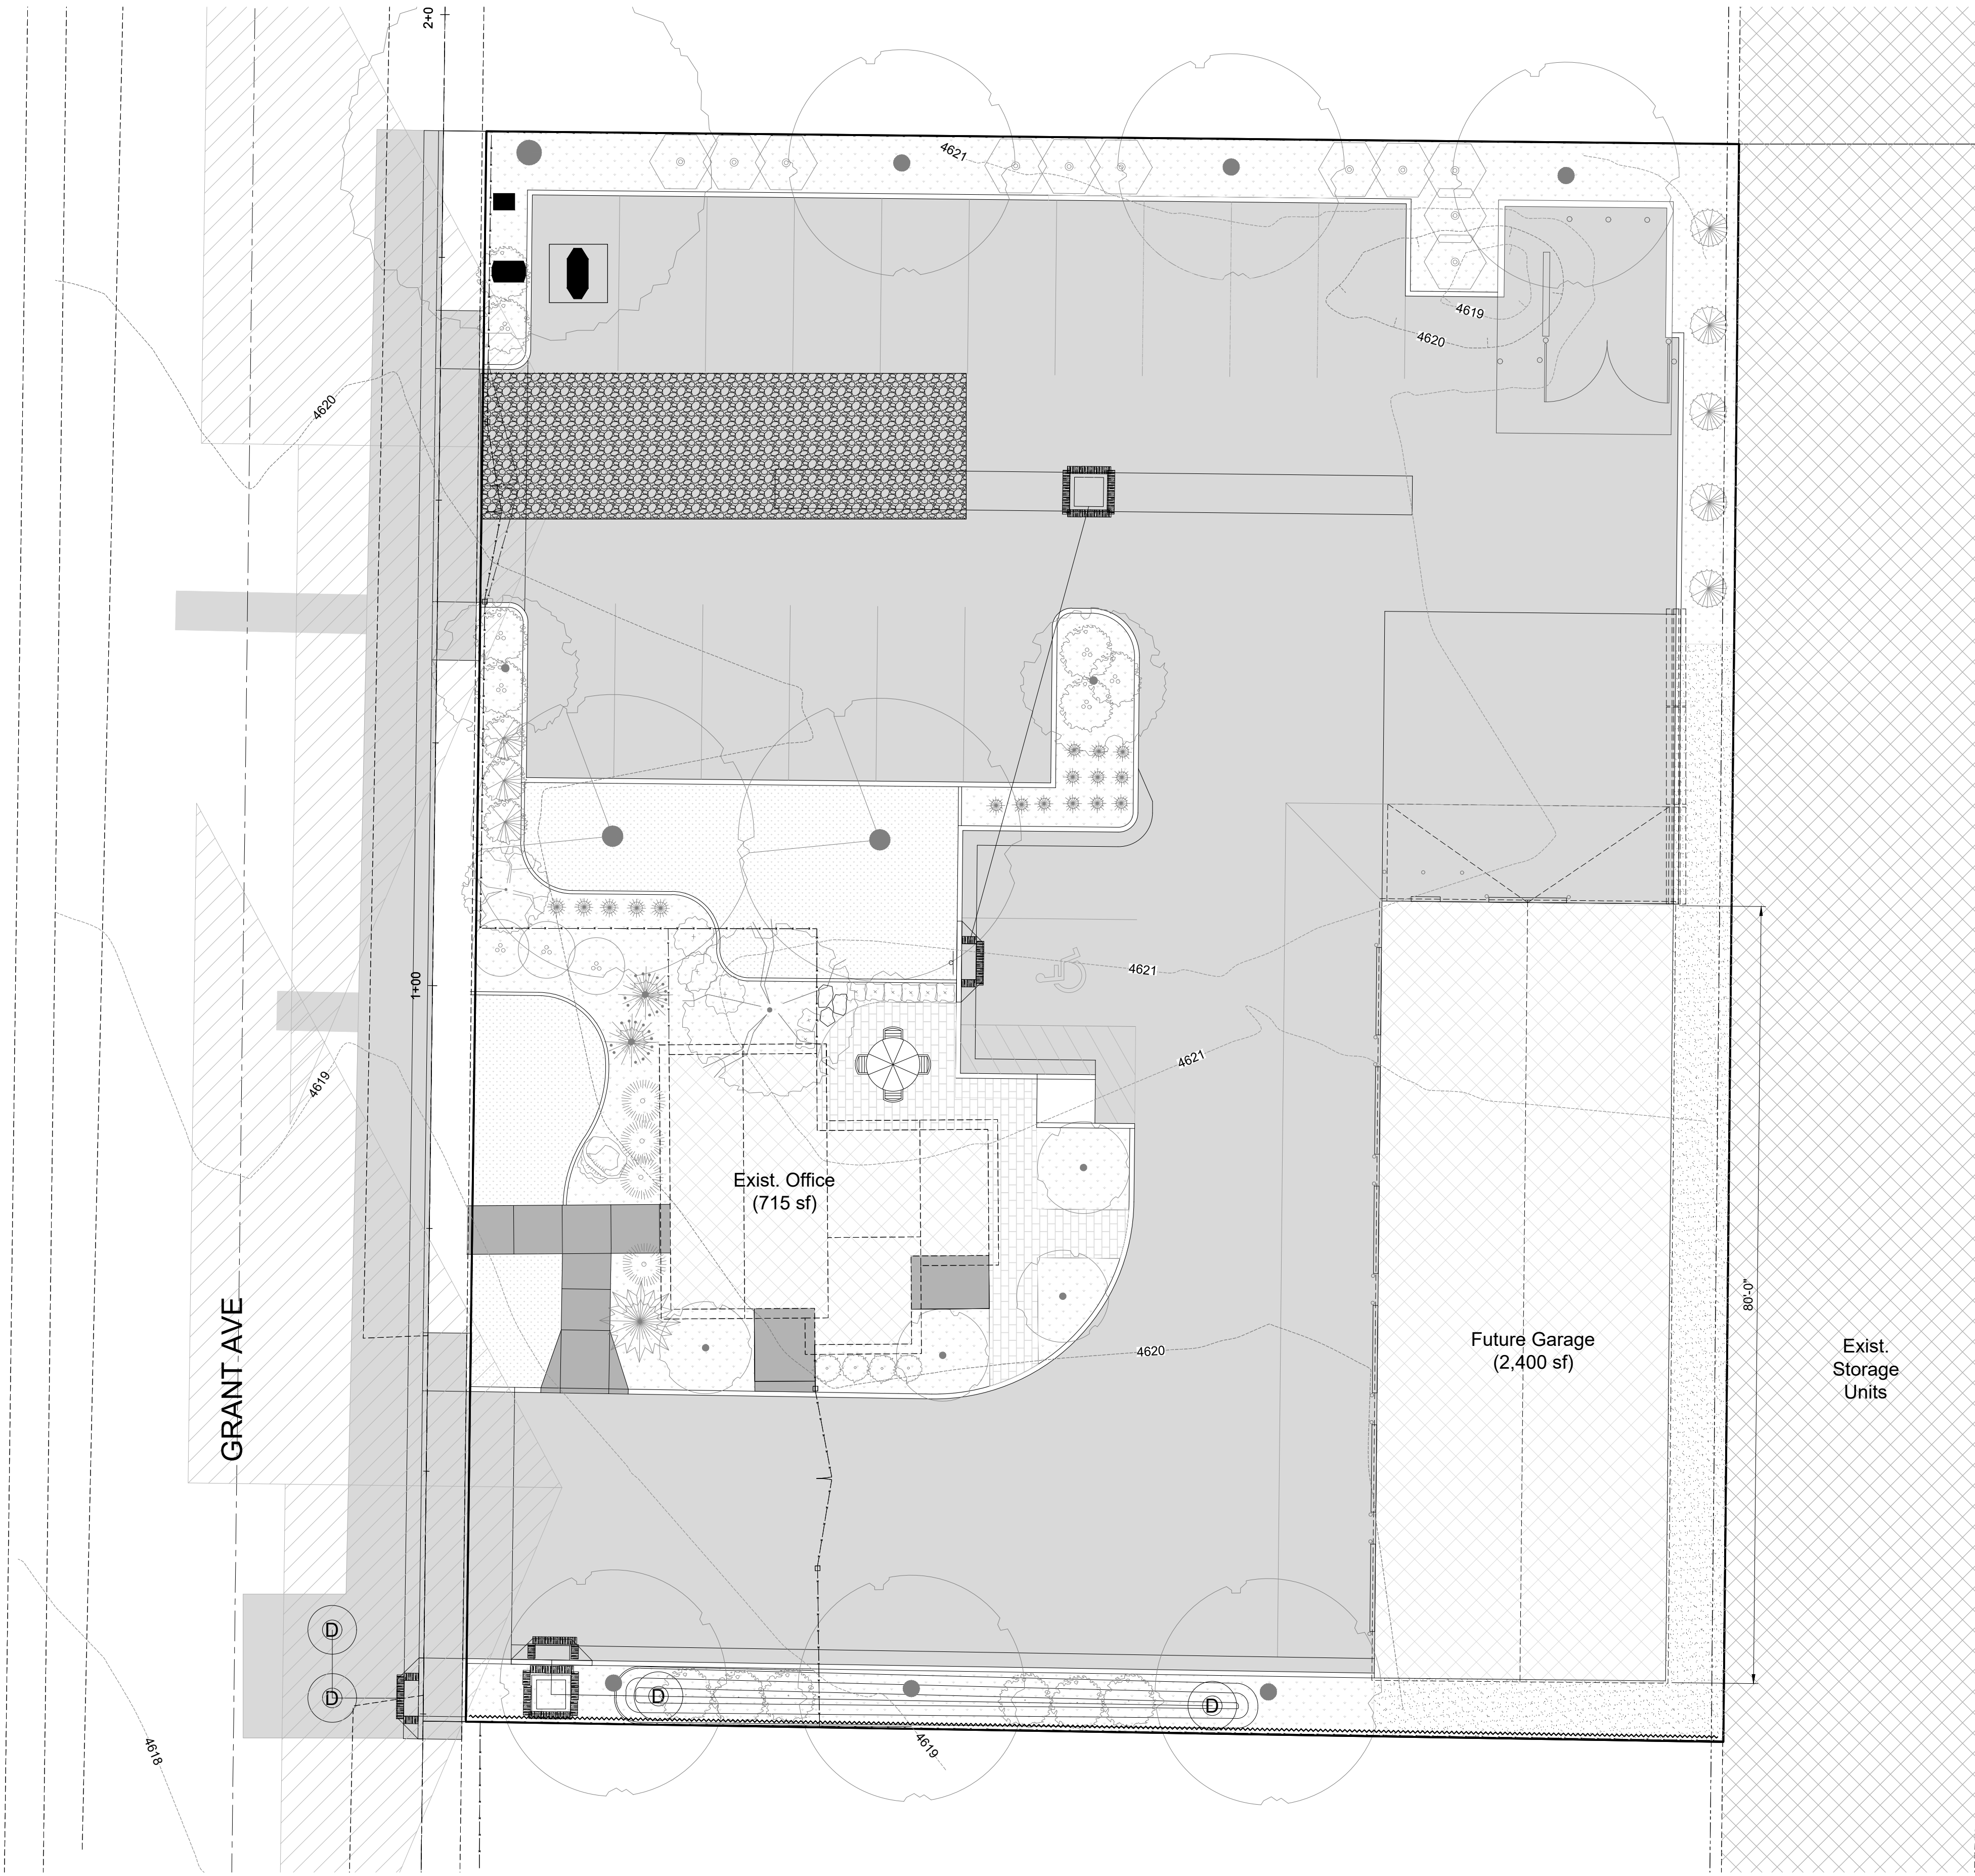 2+0
4621
4619
4620
4620
1+00
4621
4621
4619
Exist. Office
(715 sf)
80'-0"
GRANT AVE
Future Garage
(2,400 sf)
Exist.
Storage
Units
4620
D
D
D
D
4618
4619